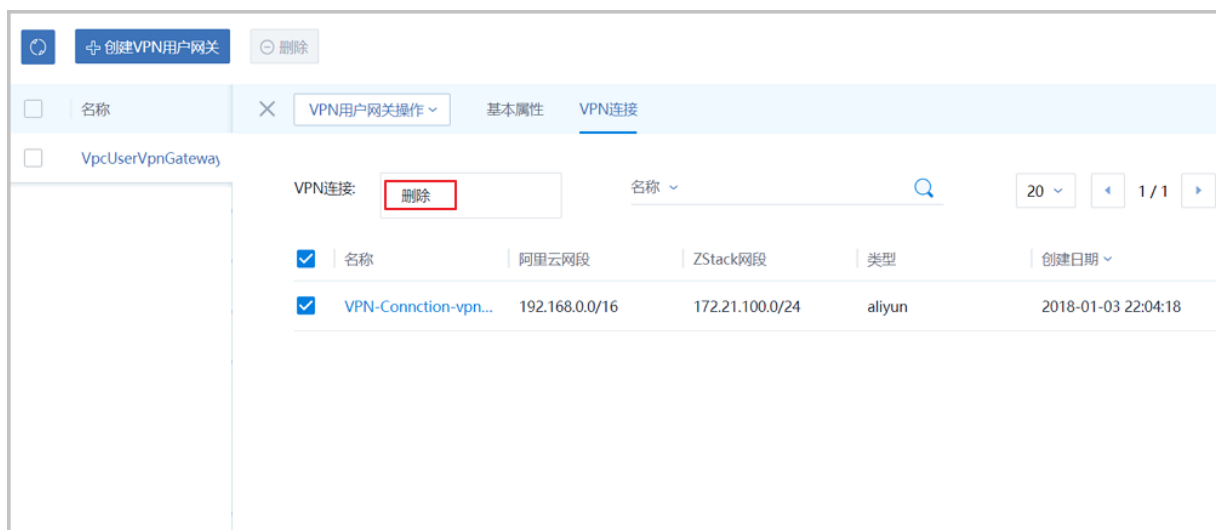 创建VPN用户网关 删除
名称 VPN用户网关操作 基本属性 VPN连接
VpcUserVpnGateway
VPN连接: 删除 名称 20 1 / 1
名称 阿里云网段 ZStack网段 类型 创建日期
VPN-Connction-vpn... 192.168.0.0/16 172.21.100.0/24 aliyun 2018-01-03 22:04:18